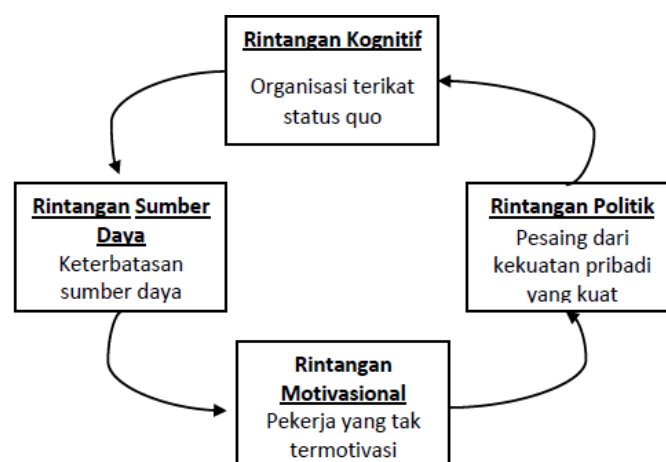 Rintangan Kognitif
Organisasi terikat
status quo
Rintangan Sumber
Daya
Keterbatasan
sumber daya
Rintangan Politik
Pesaing dari
kekuatan pribadi
yang kuat
Rintangan
Motivasional
Pekerja yang tak
termotivasi